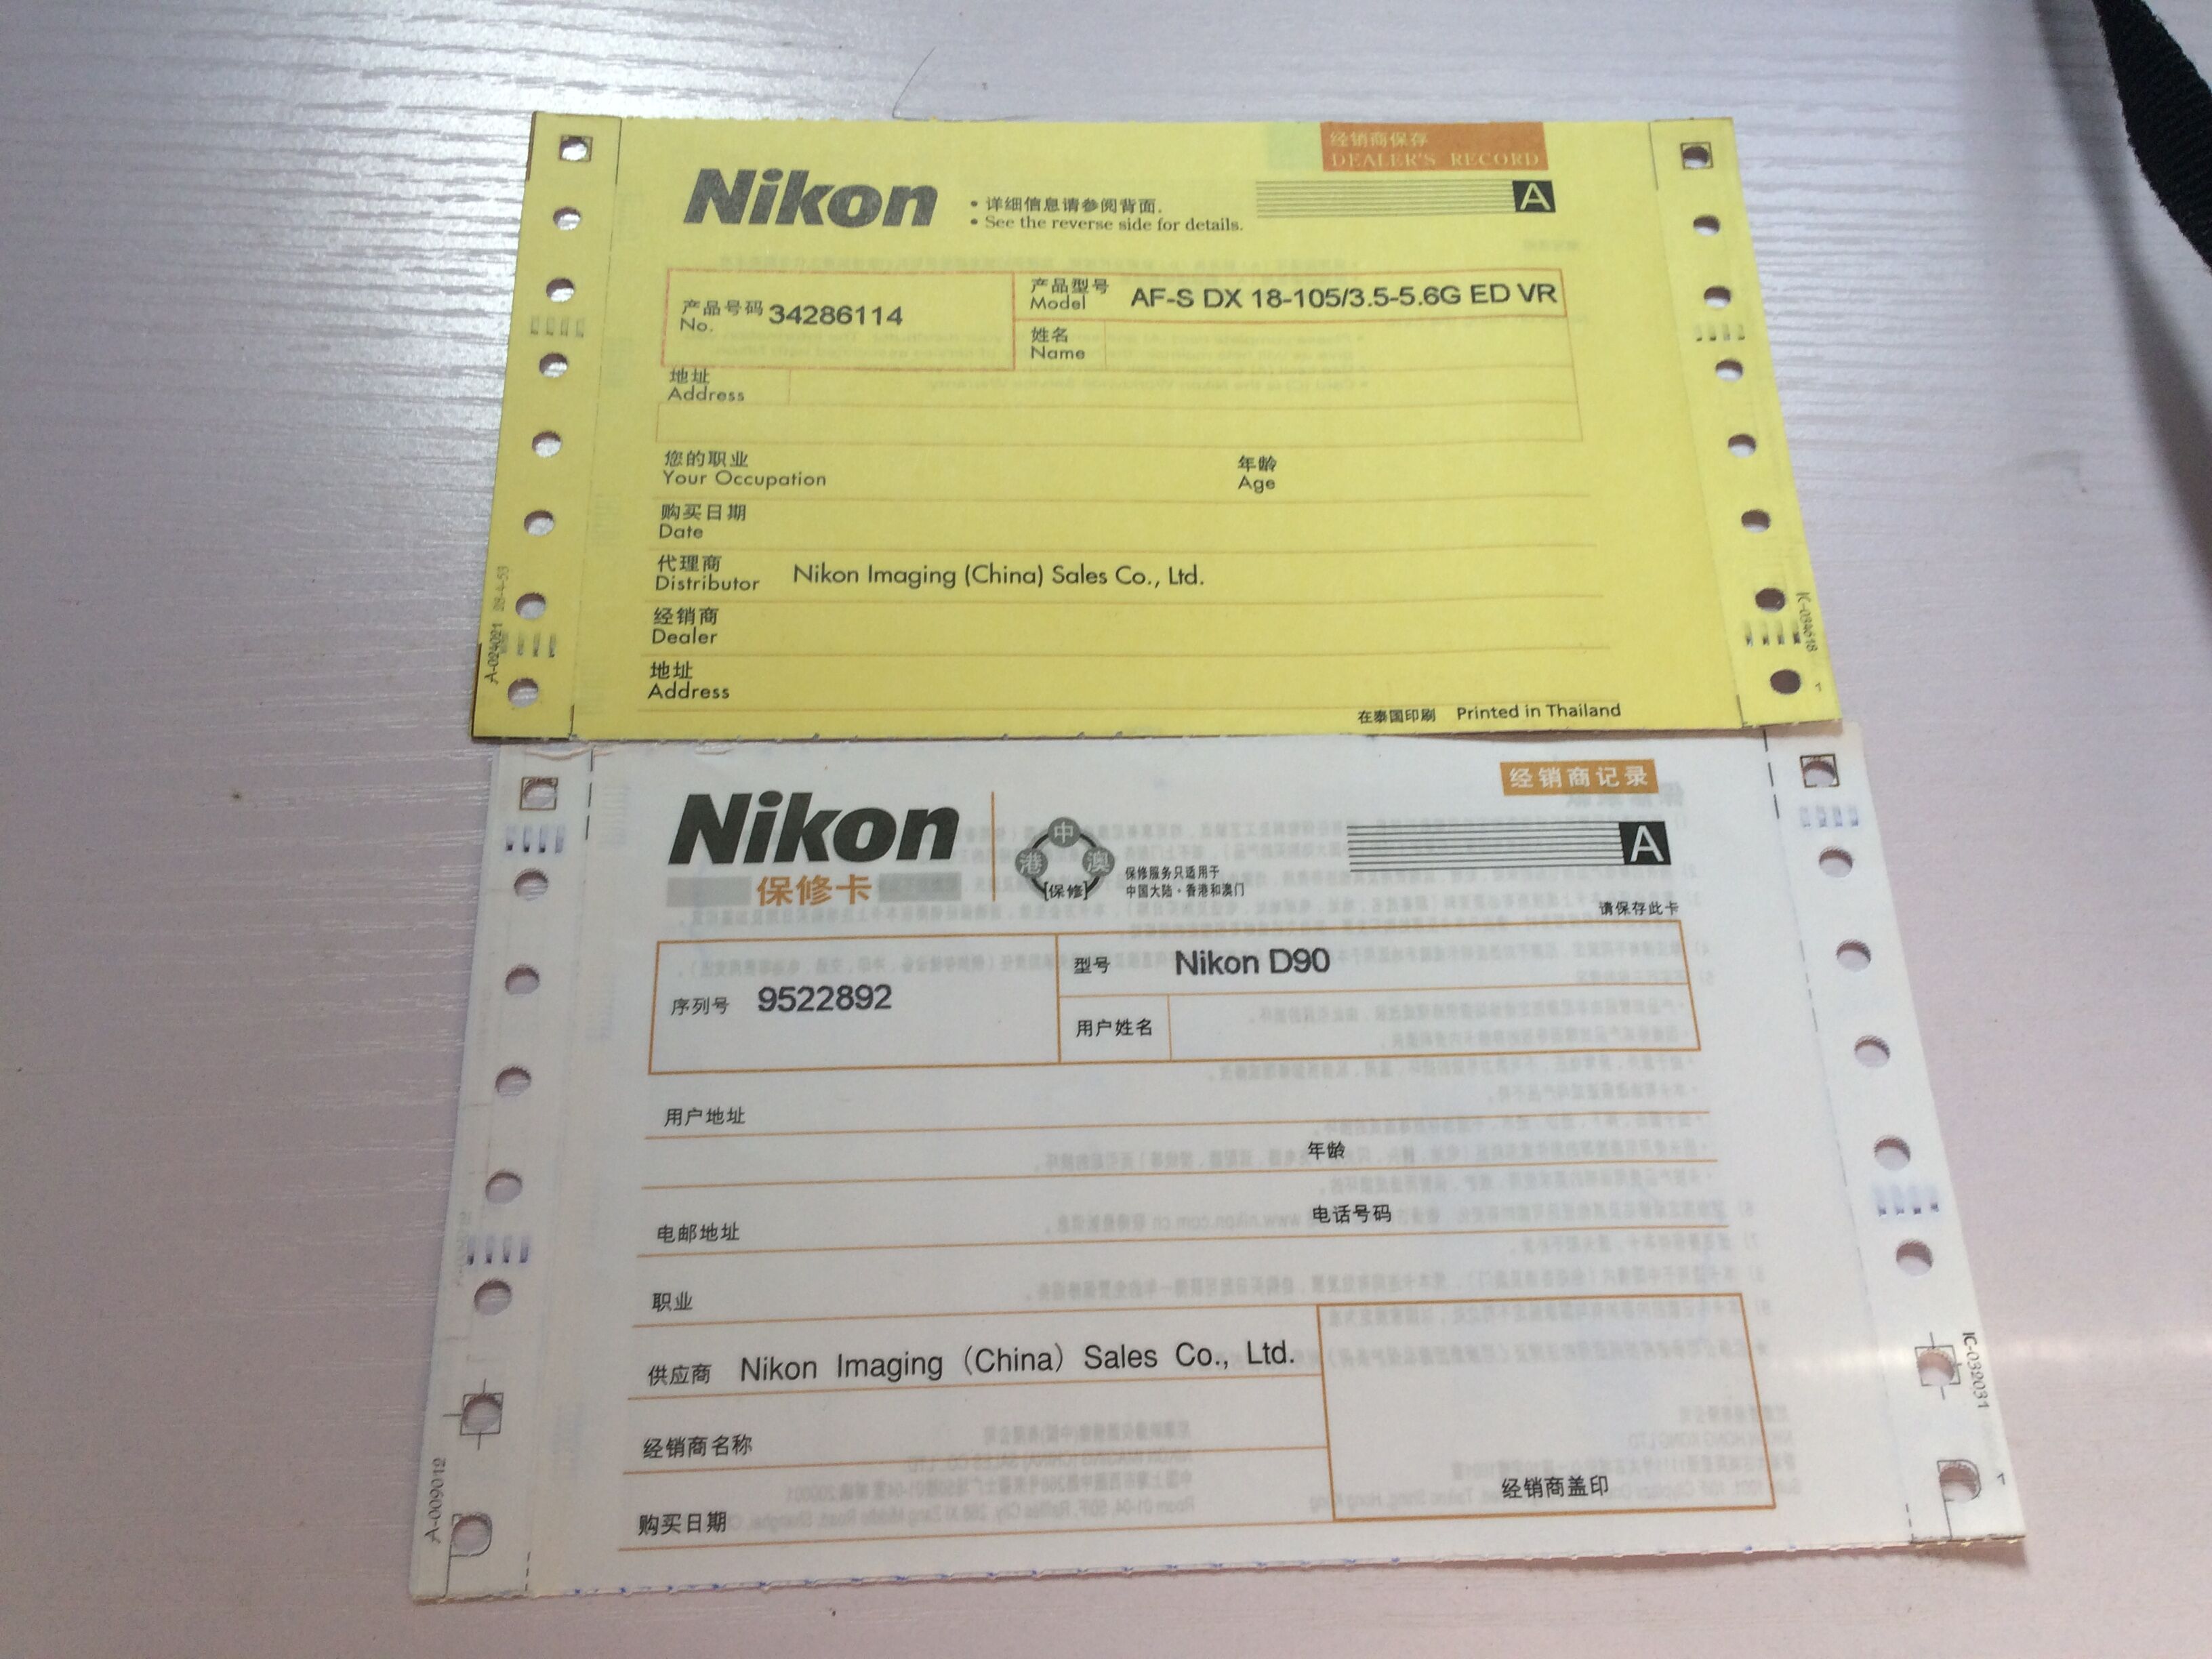 经销商保存
DEALER'S RECORD
Nikon
• 详细信息请参阅背面.
• See the reverse side for details.
A
产品号码
No.
34286114
产品型号
Model
AF-S DX 18-105/3.5-5.6G ED VR
姓名
Name
地址
Address
您的职业
Your Occupation
年龄
Age
购买日期
Date
代理商
Distributor
Nikon Imaging (China) Sales Co., Ltd.
经销商
Dealer
地址
Address
在泰国印刷 Printed in Thailand
1
经销商记录
Nikon
保修卡
中
港 澳
[保修]
保修服务只适用于
中国大陆·香港和澳门
A
请保存此卡
序列号 9522892
型号 Nikon D90
用户姓名
用户地址
年龄
电邮地址
电话号码
职业
供应商 Nikon Imaging (China) Sales Co., Ltd.
经销商名称
购买日期
经销商盖印
A-009012
IC-032031
1